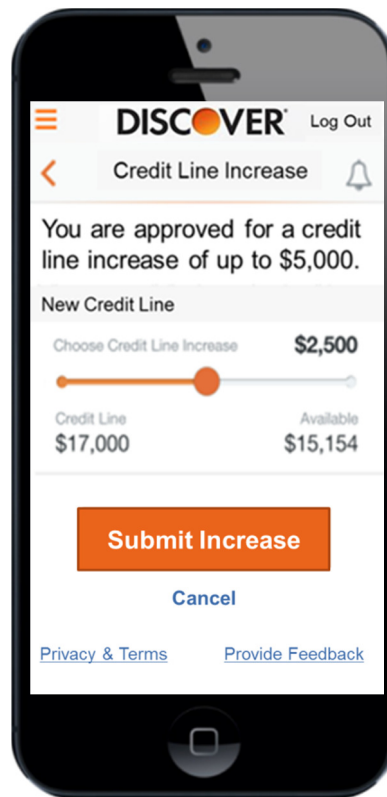 DISCOVER® Log Out
Credit Line Increase
You are approved for a credit
line increase of up to $5,000.
New Credit Line
Choose Credit Line Increase $2,500
Credit Line Available
$17,000 $15,154
Submit Increase
Cancel
Privacy & Terms Provide Feedback